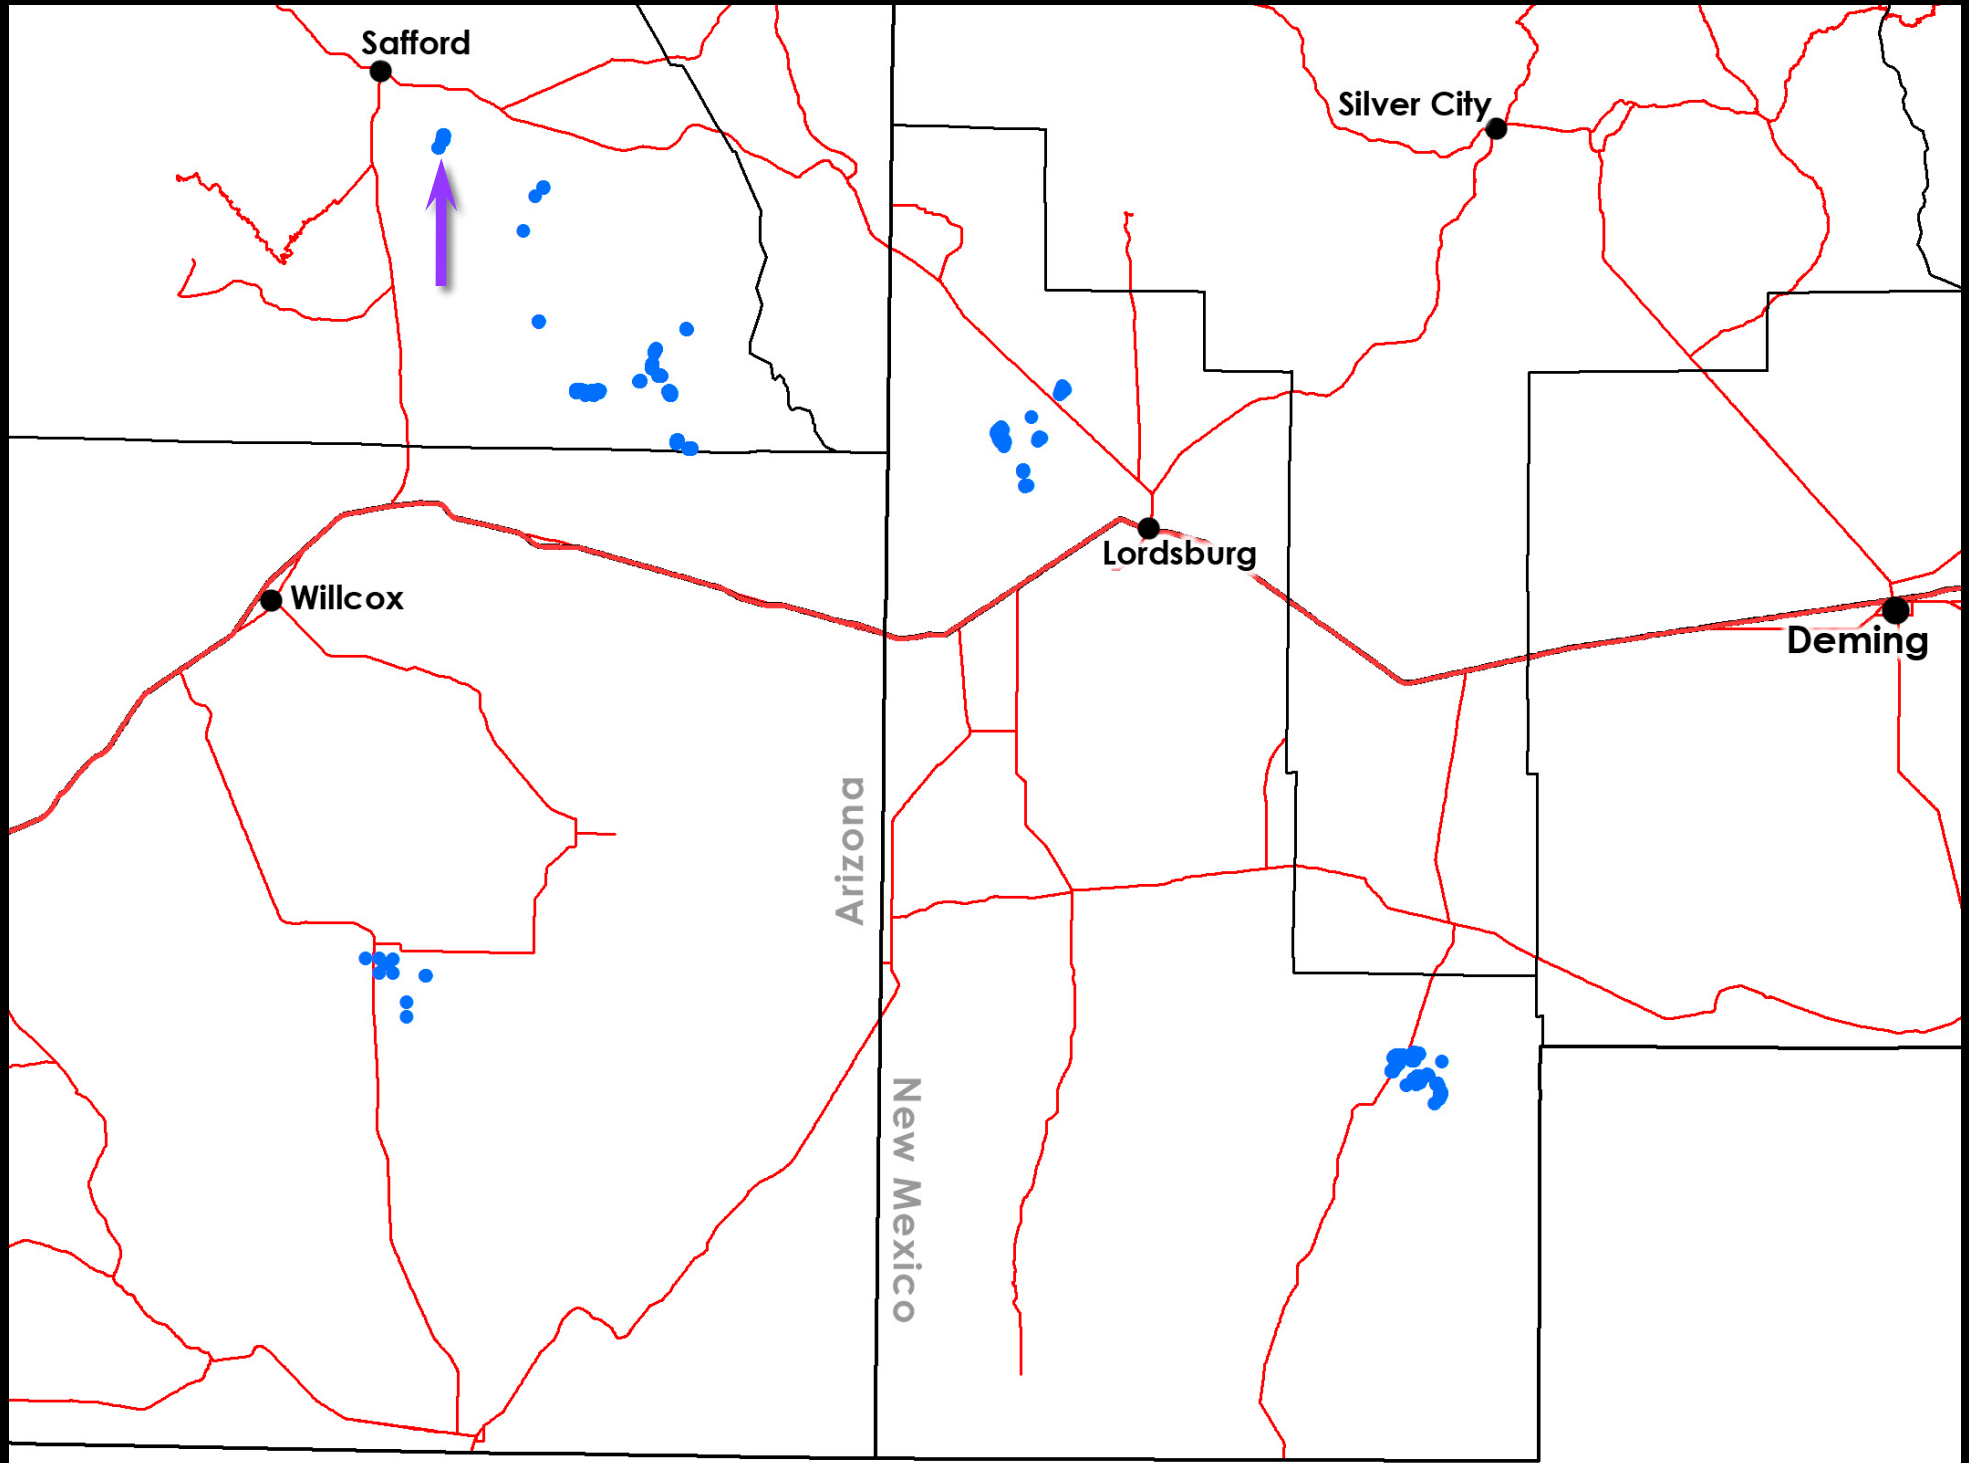 Safford
Silver City
Lordsburg
Willcox
Deming
Arizona
New Mexico